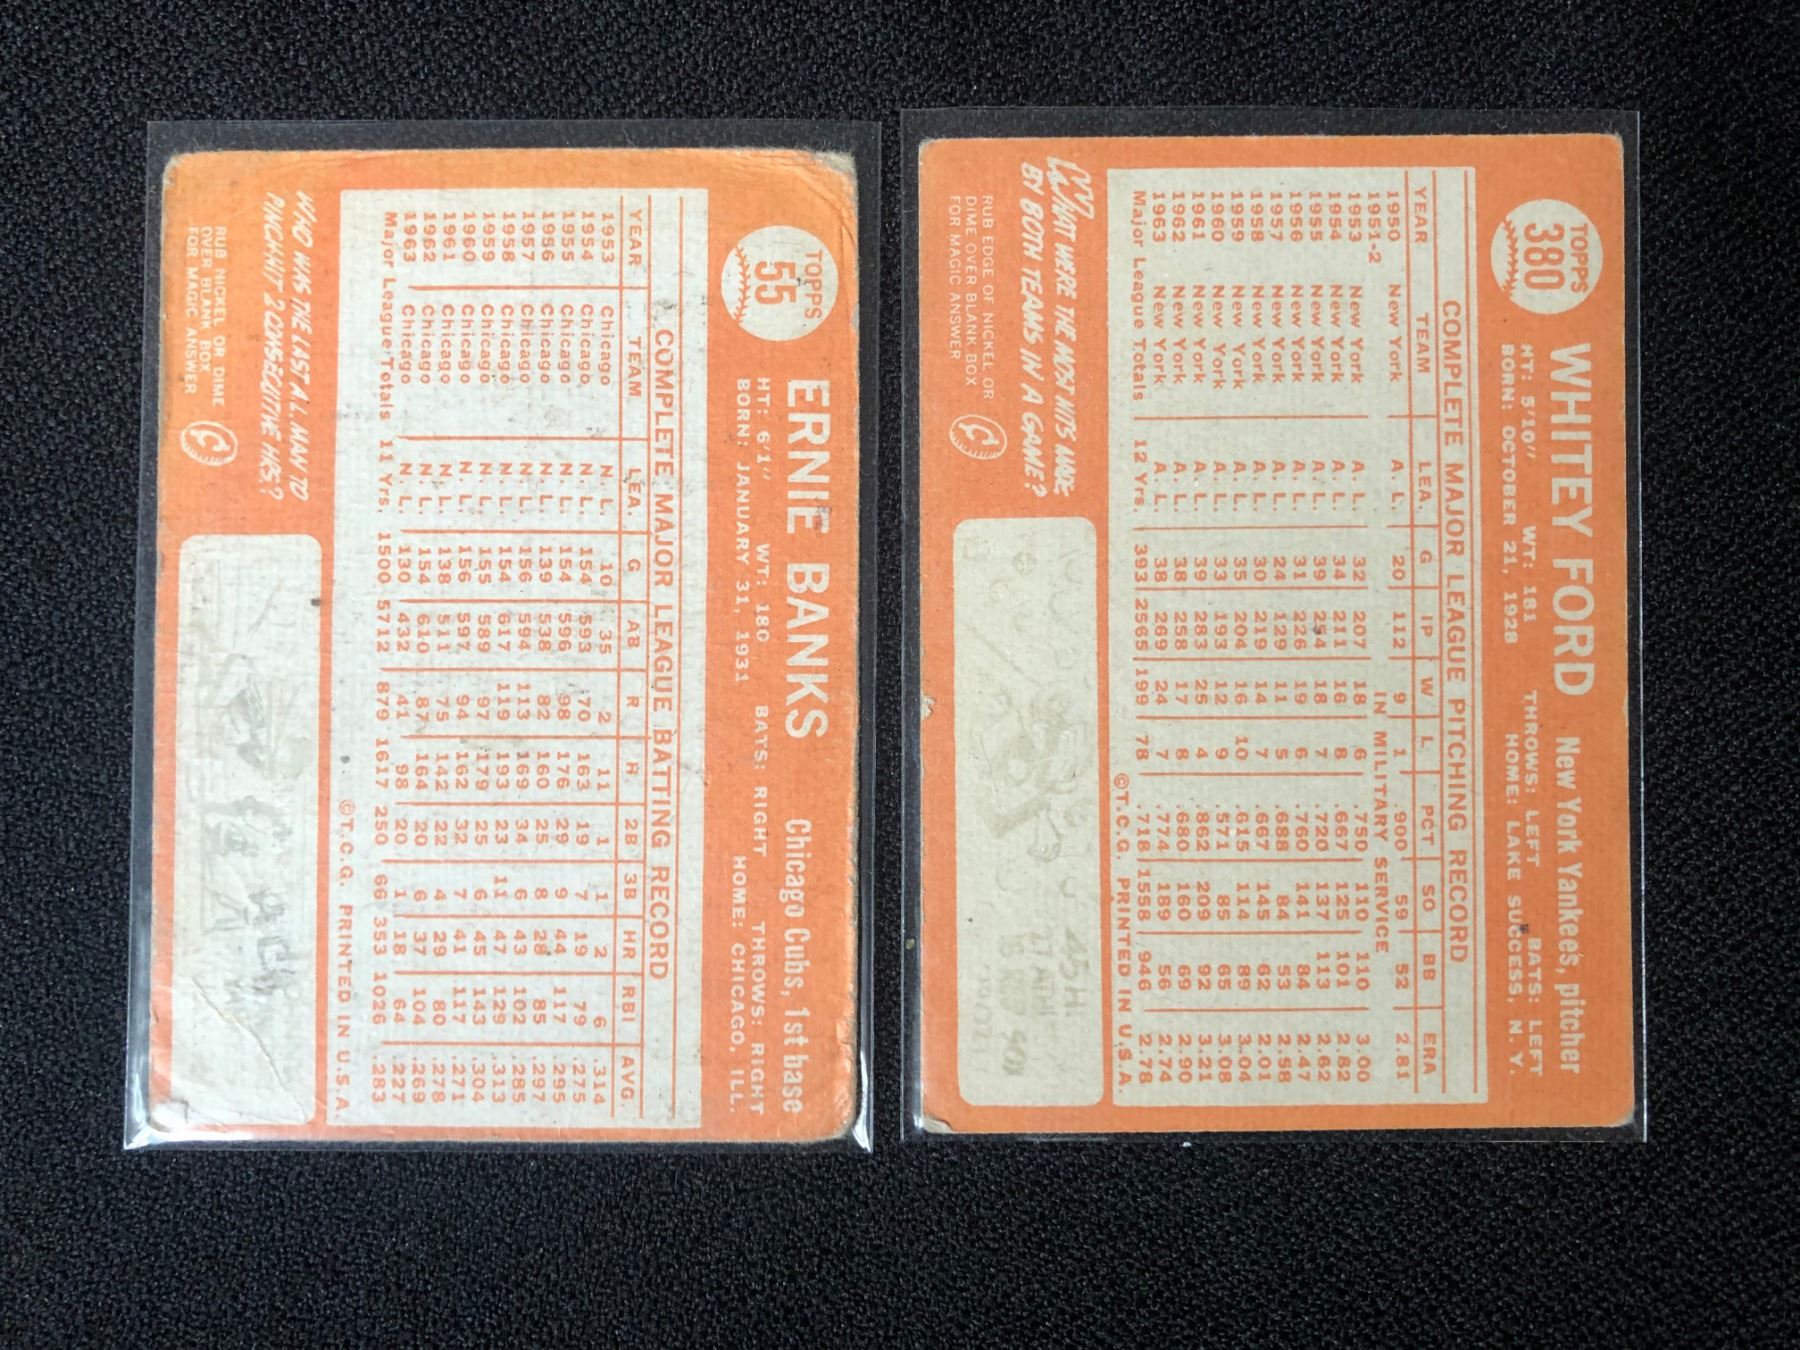 TOPPS
55
ERNIE BANKS Chicago Cubs, 1st base
HT: 6'1" WT: 180 BATS: RIGHT THROWS: RIGHT
BORN: JANUARY 31, 1931 HOME: CHICAGO, ILL.
COMPLETE MAJOR LEAGUE BATTING RECORD
YEAR TEAM LEA G AB R H 2B 3B HR RBI AVG.
1953 Chicago N. L. 10 35 2 11 1 1 2 6 .314
1954 Chicago N. L. 154 593 70 163 19 7 19 79 .275
1955 Chicago N. L. 154 596 98 176 29 9 44 117 .295
1956 Chicago N. L. 139 538 82 160 25 8 28 85 .297
1957 Chicago N. L. 156 594 113 169 34 6 43 102 .285
1958 Chicago N. L. 154 617 119 193 23 11 47 129 .313
1959 Chicago N. L. 155 589 97 179 25 6 45 143 .304
1960 Chicago N. L. 156 597 94 162 32 7 41 117 .271
1961 Chicago N. L. 138 511 75 142 22 4 29 80 .278
1962 Chicago N. L. 154 610 87 164 20 6 37 104 .269
1963 Chicago N. L. 130 432 41 98 20 1 18 64 .227
Major League Totals 11 Yrs. 1500 5712 879 1617 250 66 353 1026 .283
©T.C.G. PRINTED IN U.S.A.
WHO WAS THE LAST A.L. MAN TO
PINCH-HIT 2 CONSECUTIVE HRS?
RUB NICKEL OR DIME
OVER BLANK BOX
FOR MAGIC ANSWER
TOPPS
380
WHITEY FORD New York Yankees, pitcher
HT: 5'10" WT: 181 THROWS: LEFT BATS: LEFT
BORN: OCTOBER 21, 1928 HOME: LAKE SUCCESS, N. Y.
COMPLETE MAJOR LEAGUE PITCHING RECORD
YEAR TEAM LEA. G IP W L PCT SO BB ERA
1950 New York A. L. 20 112 9 1 .900 59 52 2.81
1951-2 IN MILITARY SERVICE
1953 New York A. L. 32 207 18 6 .750 110 110 3.00
1954 New York A. L. 34 211 16 8 .667 125 101 2.82
1955 New York A. L. 39 254 18 7 .720 137 113 2.62
1956 New York A. L. 31 226 19 6 .760 141 84 2.47
1957 New York A. L. 24 129 11 5 .688 84 53 2.58
1958 New York A. L. 30 219 14 7 .667 145 62 2.01
1959 New York A. L. 35 204 16 10 .615 114 89 3.04
1960 New York A. L. 33 193 12 9 .571 85 65 3.08
1961 New York A. L. 39 283 25 4 .862 209 92 3.21
1962 New York A. L. 38 258 17 8 .680 160 69 2.90
1963 New York A. L. 38 269 24 7 .774 189 56 2.74
Major League Totals 12 Yrs 393 2565 199 78 .718 1558 946 2.78
©T.C.G. PRINTED IN U.S.A.
WHAT WERE THE MOST HITS MADE
BY BOTH TEAMS IN A GAME?
RUB EDGE OF NICKEL OR
DIME OVER BLANK BOX
FOR MAGIC ANSWER
45 HITS